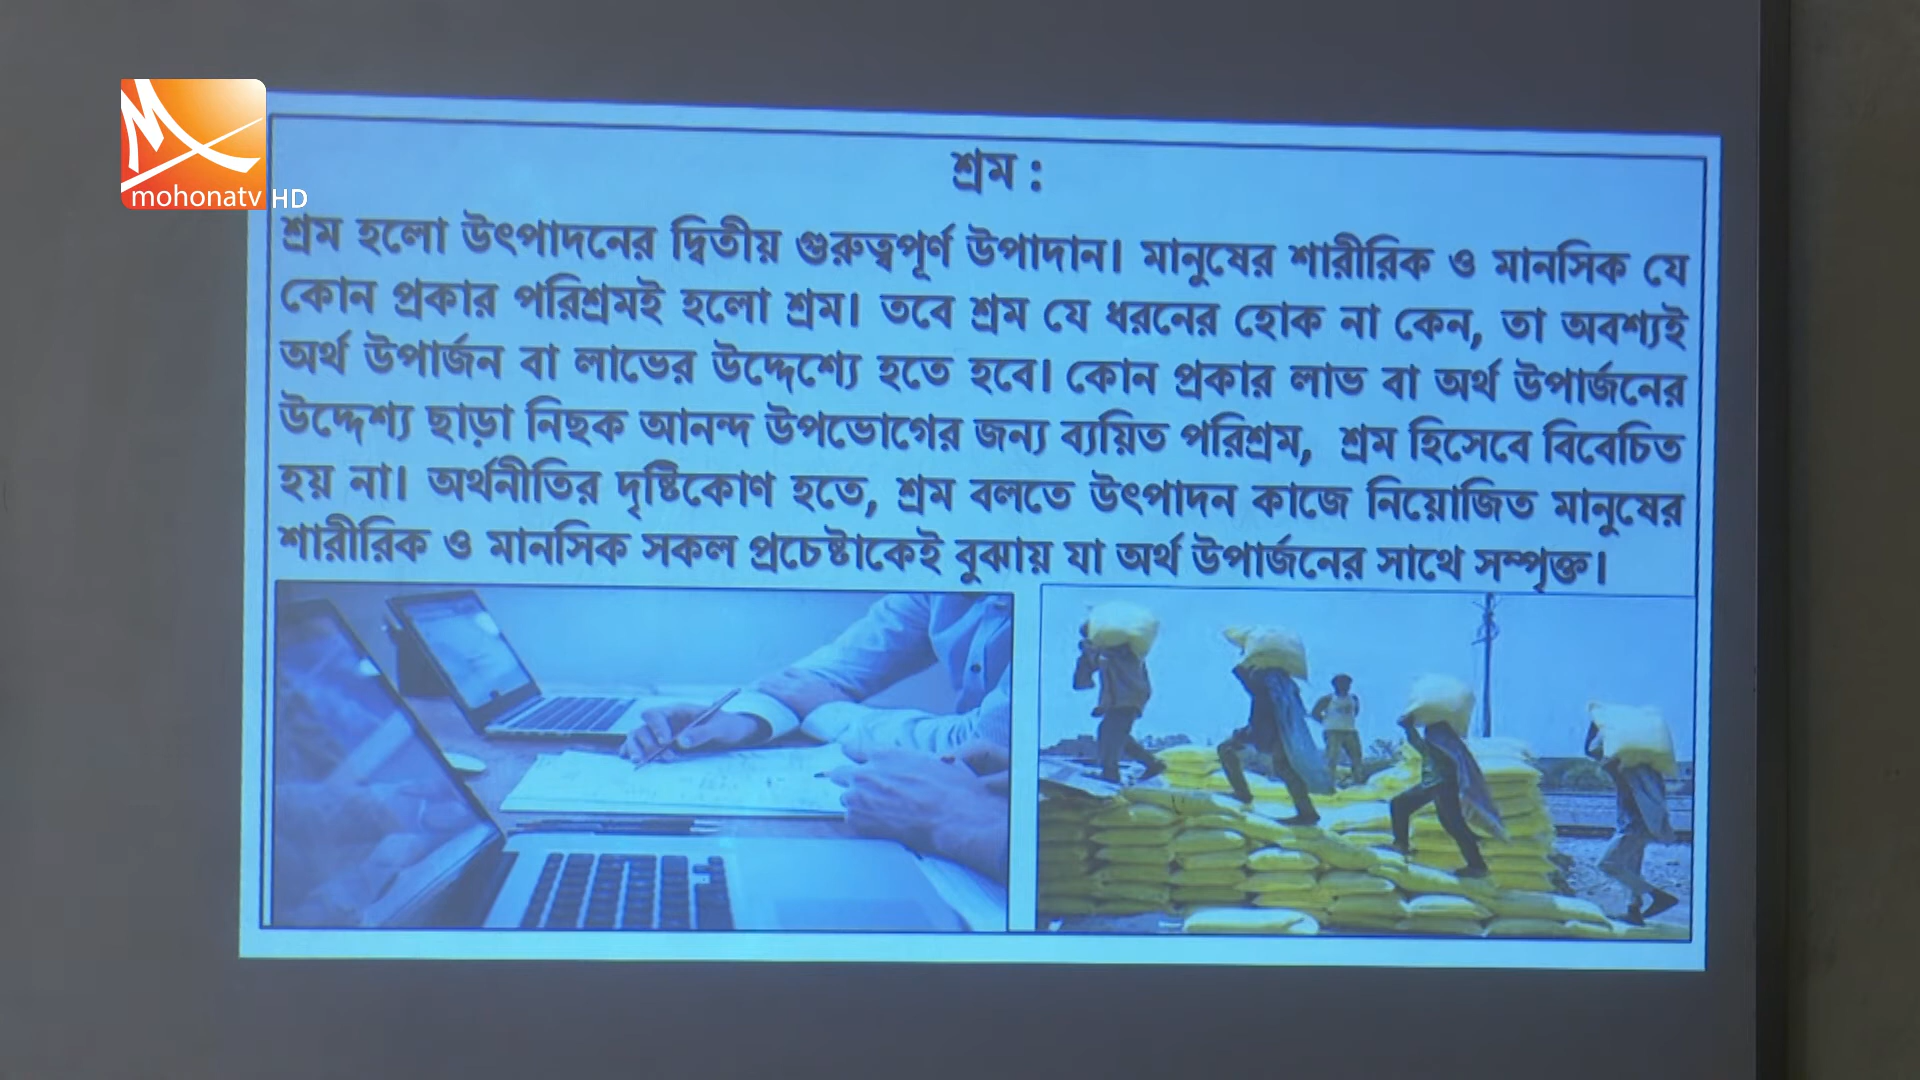 mohonatv HD
শ্রম :
শ্রম হলো উৎপাদনের দ্বিতীয় গুরুত্বপূর্ণ উপাদান। মানুষের শারীরিক ও মানসিক যে
কোন প্রকার পরিশ্রমই হলো শ্রম। তবে শ্রম যে ধরনের হোক না কেন, তা অবশ্যই
অর্থ উপার্জন বা লাভের উদ্দেশ্যে হতে হবে। কোন প্রকার লাভ বা অর্থ উপার্জনের
উদ্দেশ্য ছাড়া নিছক আনন্দ উপভোগের জন্য ব্যয়িত পরিশ্রম, শ্রম হিসেবে বিবেচিত
হয় না। অর্থনীতির দৃষ্টিকোণ হতে, শ্রম বলতে উৎপাদন কাজে নিয়োজিত মানুষের
শারীরিক ও মানসিক সকল প্রচেষ্টাকেই বুঝায় যা অর্থ উপার্জনের সাথে সম্পৃক্ত।